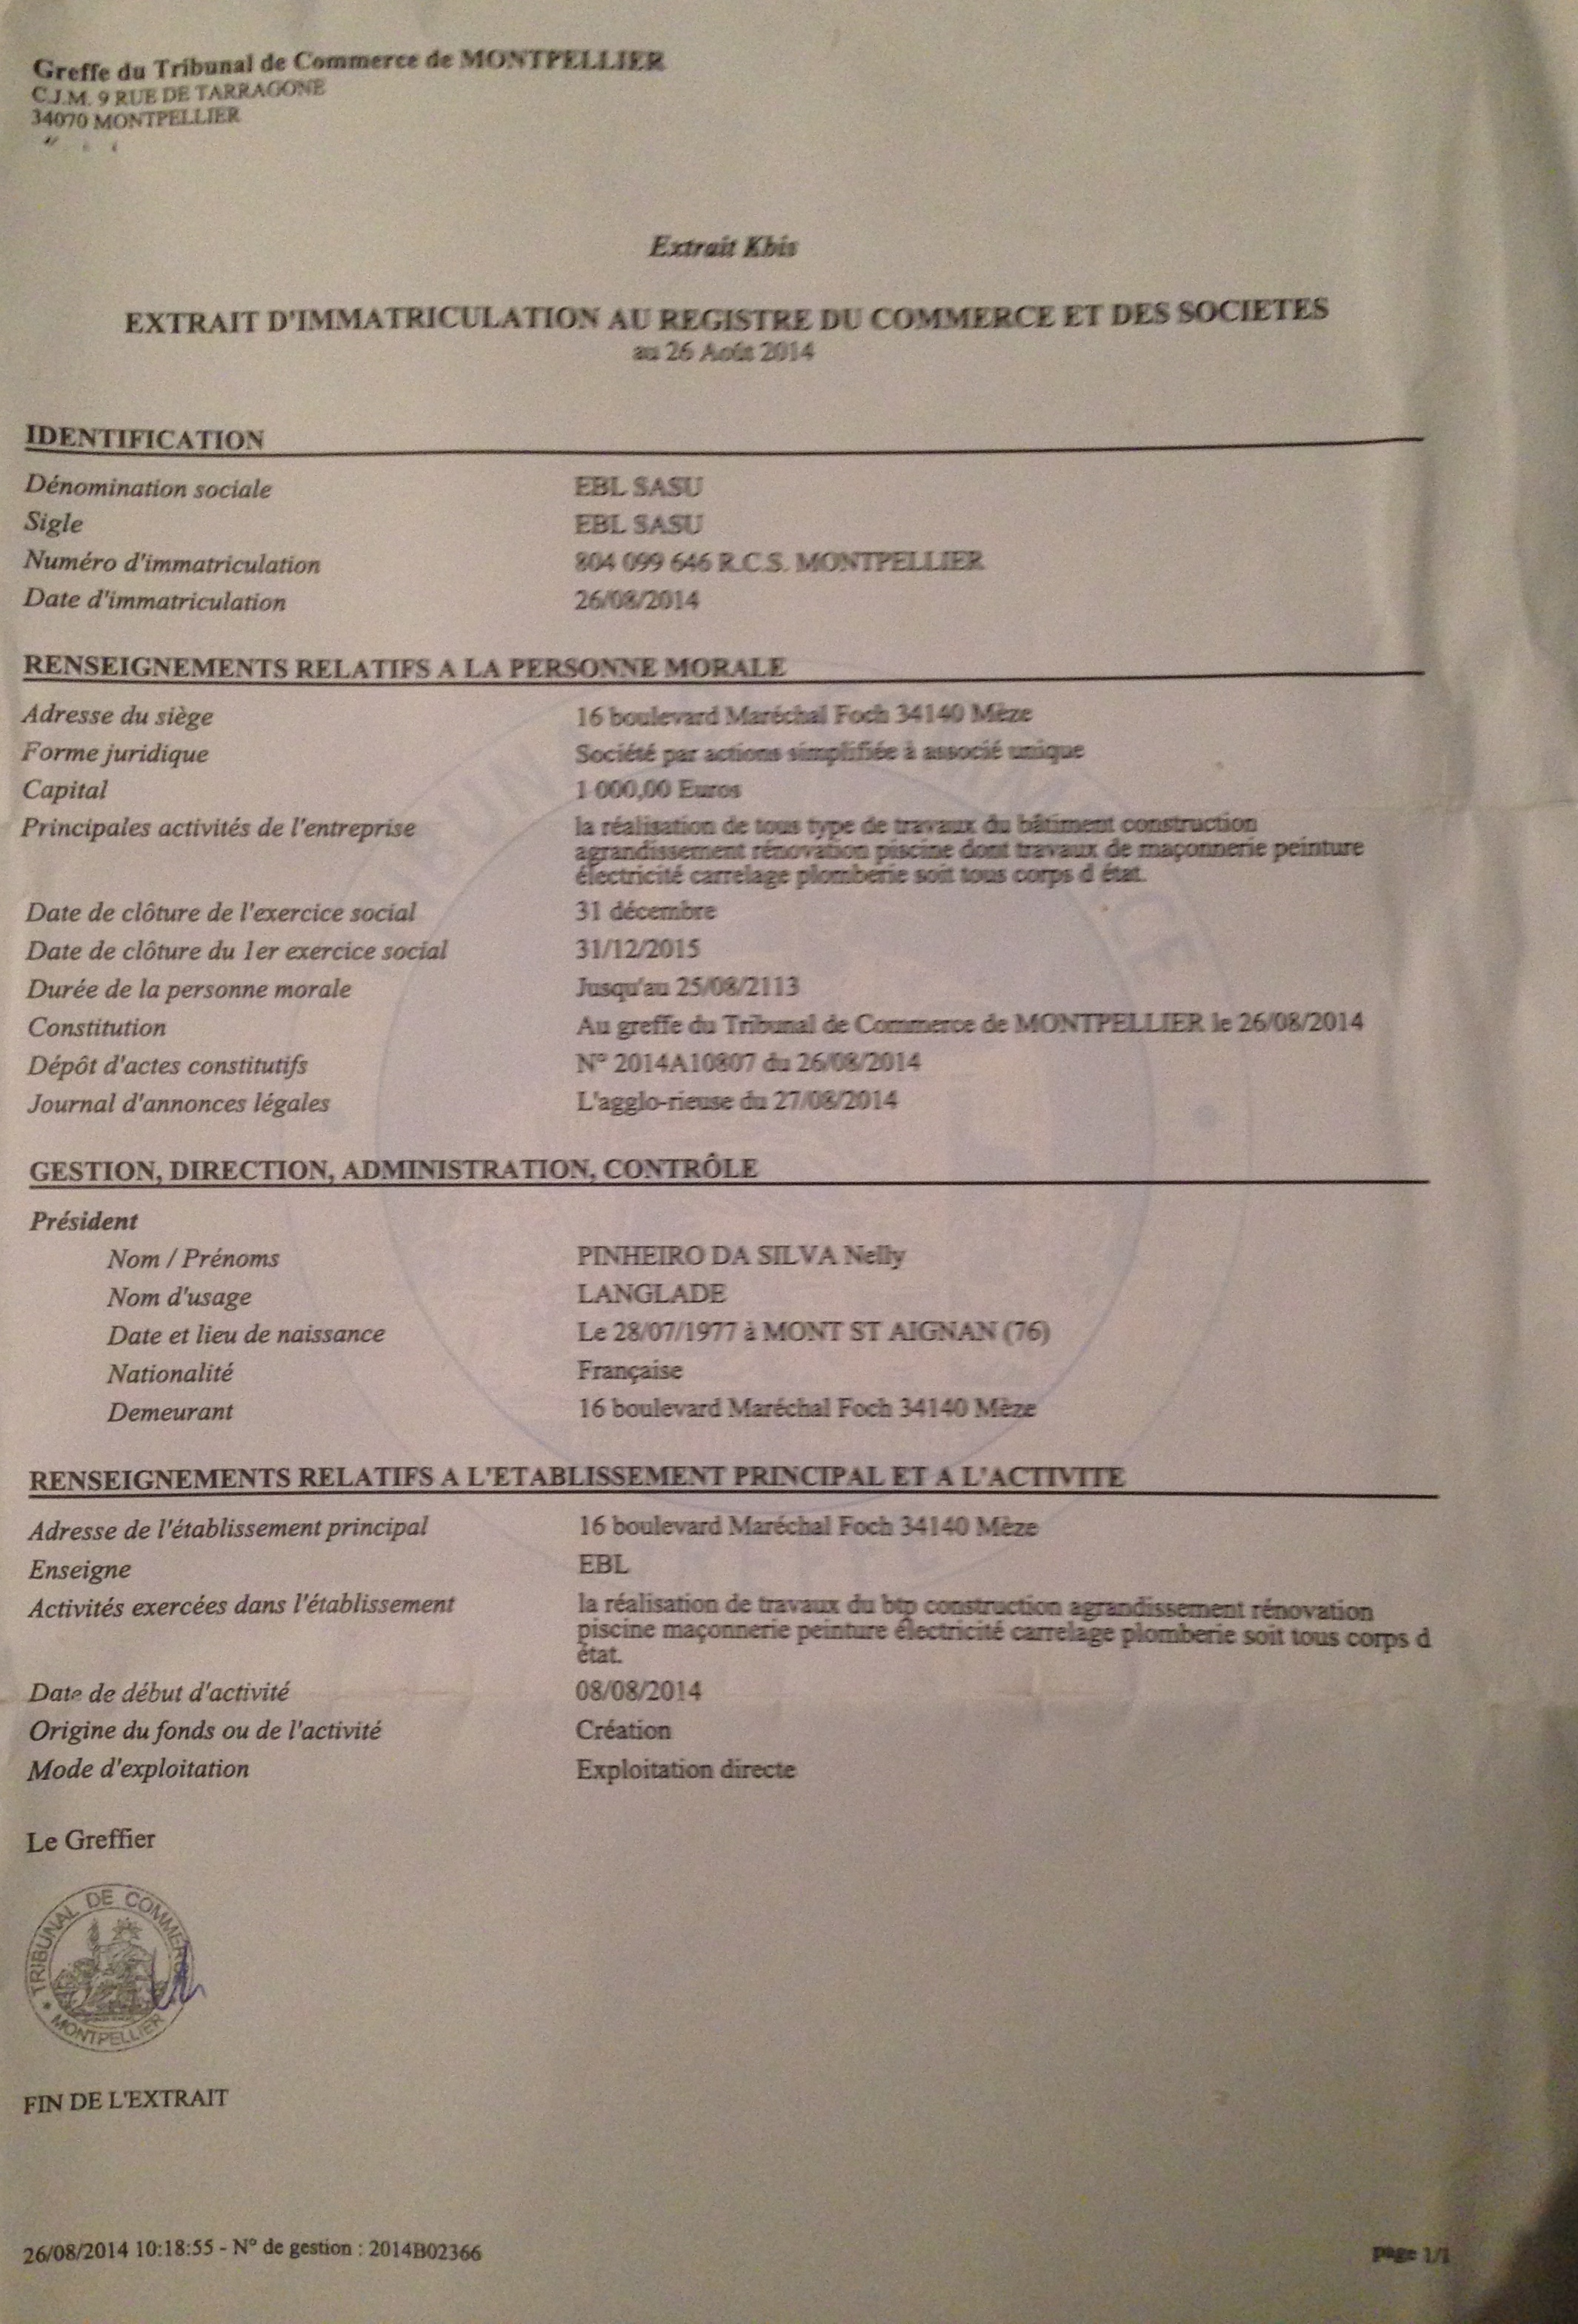 Greffe du Tribunal de Commerce de MONTPELLIER
C.J.M. 9 RUE DE TARRAGONE
34070 MONTPELLIER
Extrait Kbis
EXTRAIT D'IMMATRICULATION AU REGISTRE DU COMMERCE ET DES SOCIETES
au 26 Août 2014
IDENTIFICATION
Dénomination sociale EBL SASU
Sigle EBL SASU
Numéro d'immatriculation 804 099 646 R.C.S. MONTPELLIER
Date d'immatriculation 26/08/2014
RENSEIGNEMENTS RELATIFS A LA PERSONNE MORALE
Adresse du siège 16 boulevard Maréchal Foch 34140 Mèze
Forme juridique Société par actions simplifiée à associé unique
Capital 1 000,00 Euros
Principales activités de l'entreprise la réalisation de tous type de travaux du bâtiment construction
agrandissement rénovation piscine dont travaux de maçonnerie peinture
électricité carrelage plomberie soit tous corps d état.
Date de clôture de l'exercice social 31 décembre
Date de clôture du 1er exercice social 31/12/2015
Durée de la personne morale Jusqu'au 25/08/2113
Constitution Au greffe du Tribunal de Commerce de MONTPELLIER le 26/08/2014
Dépôt d'actes constitutifs N° 2014A10807 du 26/08/2014
Journal d'annonces légales L'agglo-rieuse du 27/08/2014
GESTION, DIRECTION, ADMINISTRATION, CONTRÔLE
Président
Nom / Prénoms PINHEIRO DA SILVA Nelly
Nom d'usage LANGLADE
Date et lieu de naissance Le 28/07/1977 à MONT ST AIGNAN (76)
Nationalité Française
Demeurant 16 boulevard Maréchal Foch 34140 Mèze
RENSEIGNEMENTS RELATIFS A L'ETABLISSEMENT PRINCIPAL ET A L'ACTIVITE
Adresse de l'établissement principal 16 boulevard Maréchal Foch 34140 Mèze
Enseigne EBL
Activités exercées dans l'établissement la réalisation de travaux du btp construction agrandissement rénovation
piscine maçonnerie peinture électricité carrelage plomberie soit tous corps d
état.
Date de début d'activité 08/08/2014
Origine du fonds ou de l'activité Création
Mode d'exploitation Exploitation directe
Le Greffier
TRIBUNAL DE COMMERCE
MONTPELLIER
FIN DE L'EXTRAIT
26/08/2014 10:18:55 - N° de gestion : 2014B02366 page 1/1